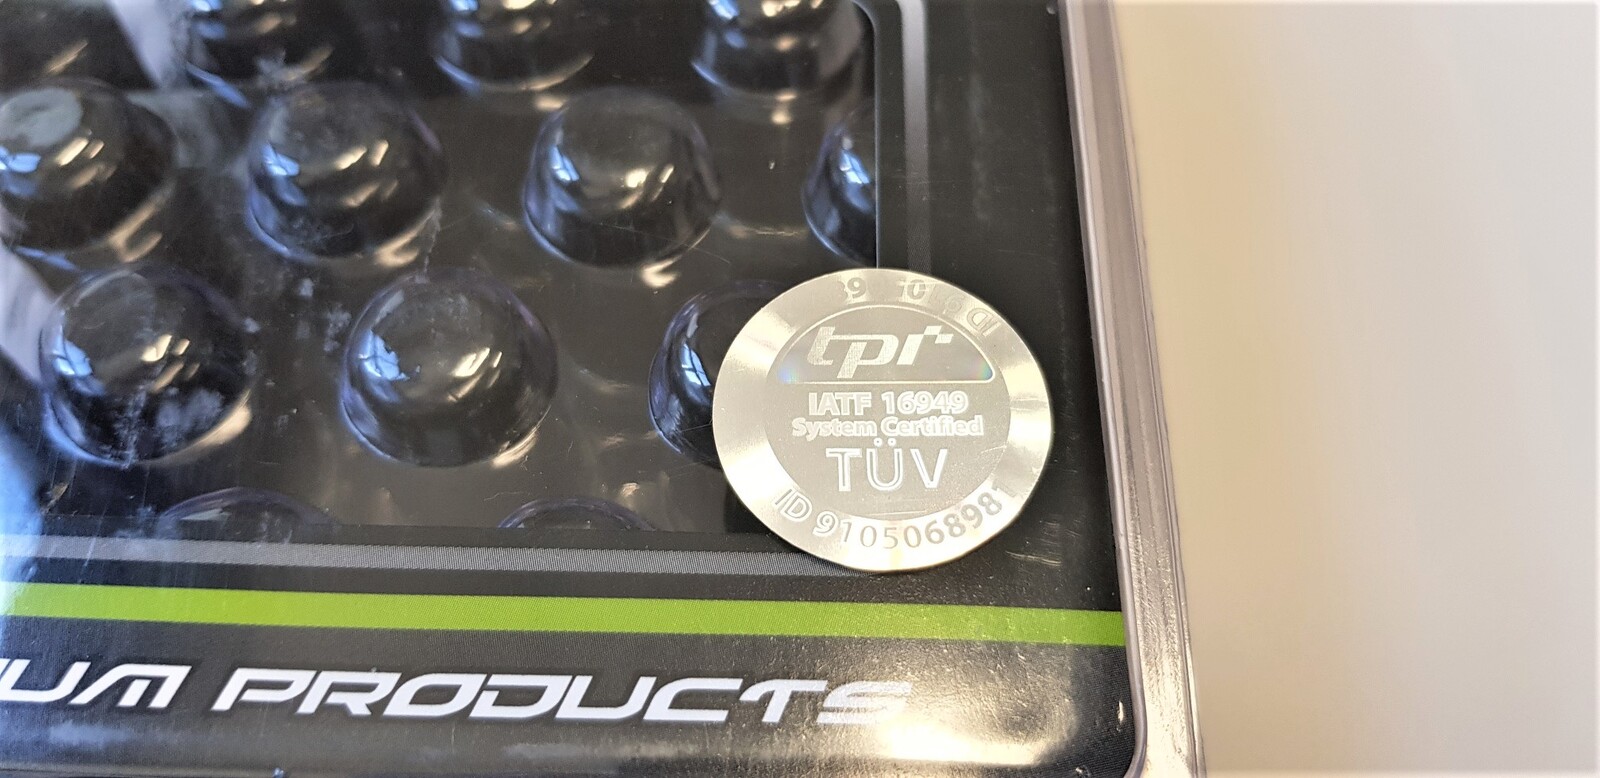 tpr
IATF 16949
System Certified
TÜV
ID 9105068981
PRODUCTS